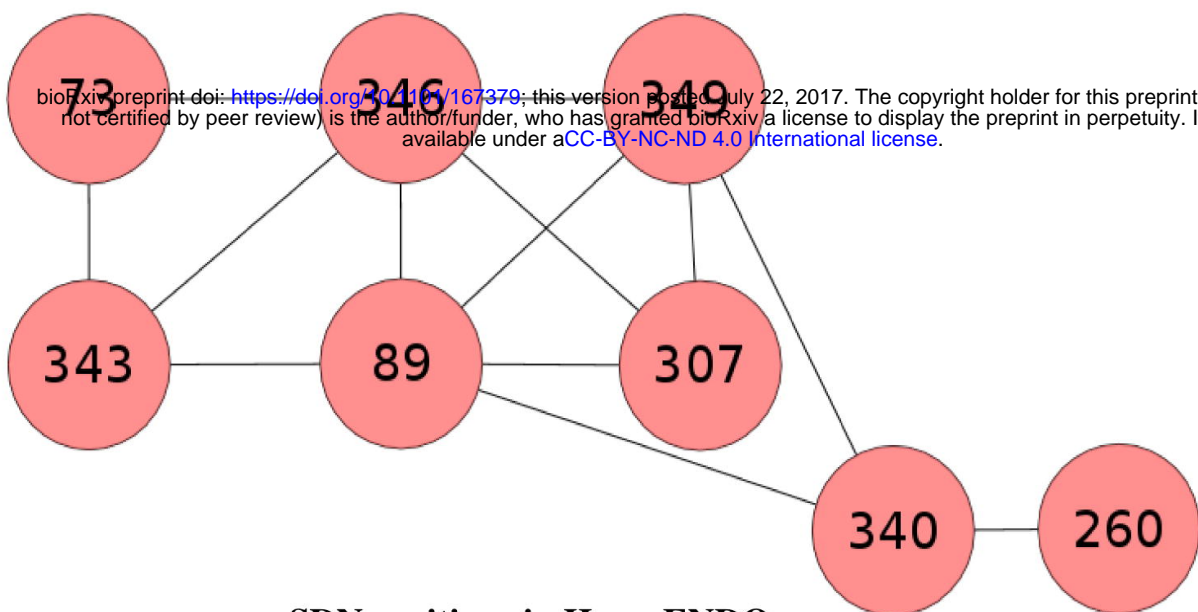 73 346 349
bioRxiv preprint doi: https://doi.org/10.1101/167379; this version posted July 22, 2017. The copyright holder for this preprint
not certified by peer review) is the author/funder, who has granted bioRxiv a license to display the preprint in perpetuity. I
available under aCC-BY-NC-ND 4.0 International license.
343 89 307
340 260